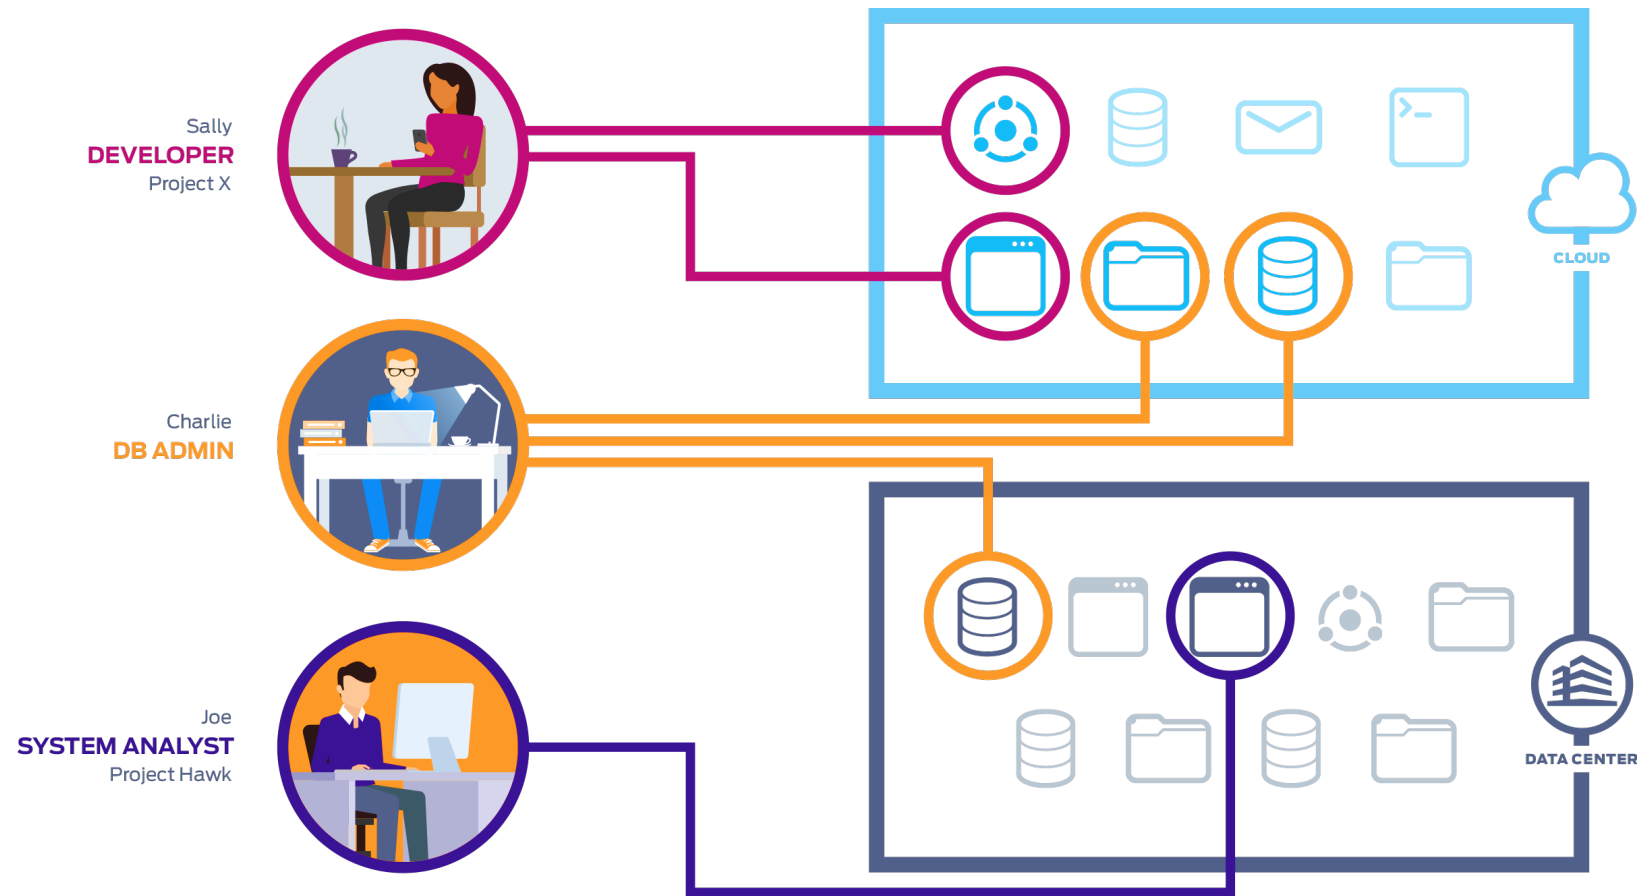 Sally
DEVELOPER
Project X
CLOUD
Charlie
DB ADMIN
Joe
SYSTEM ANALYST
Project Hawk
DATA CENTER